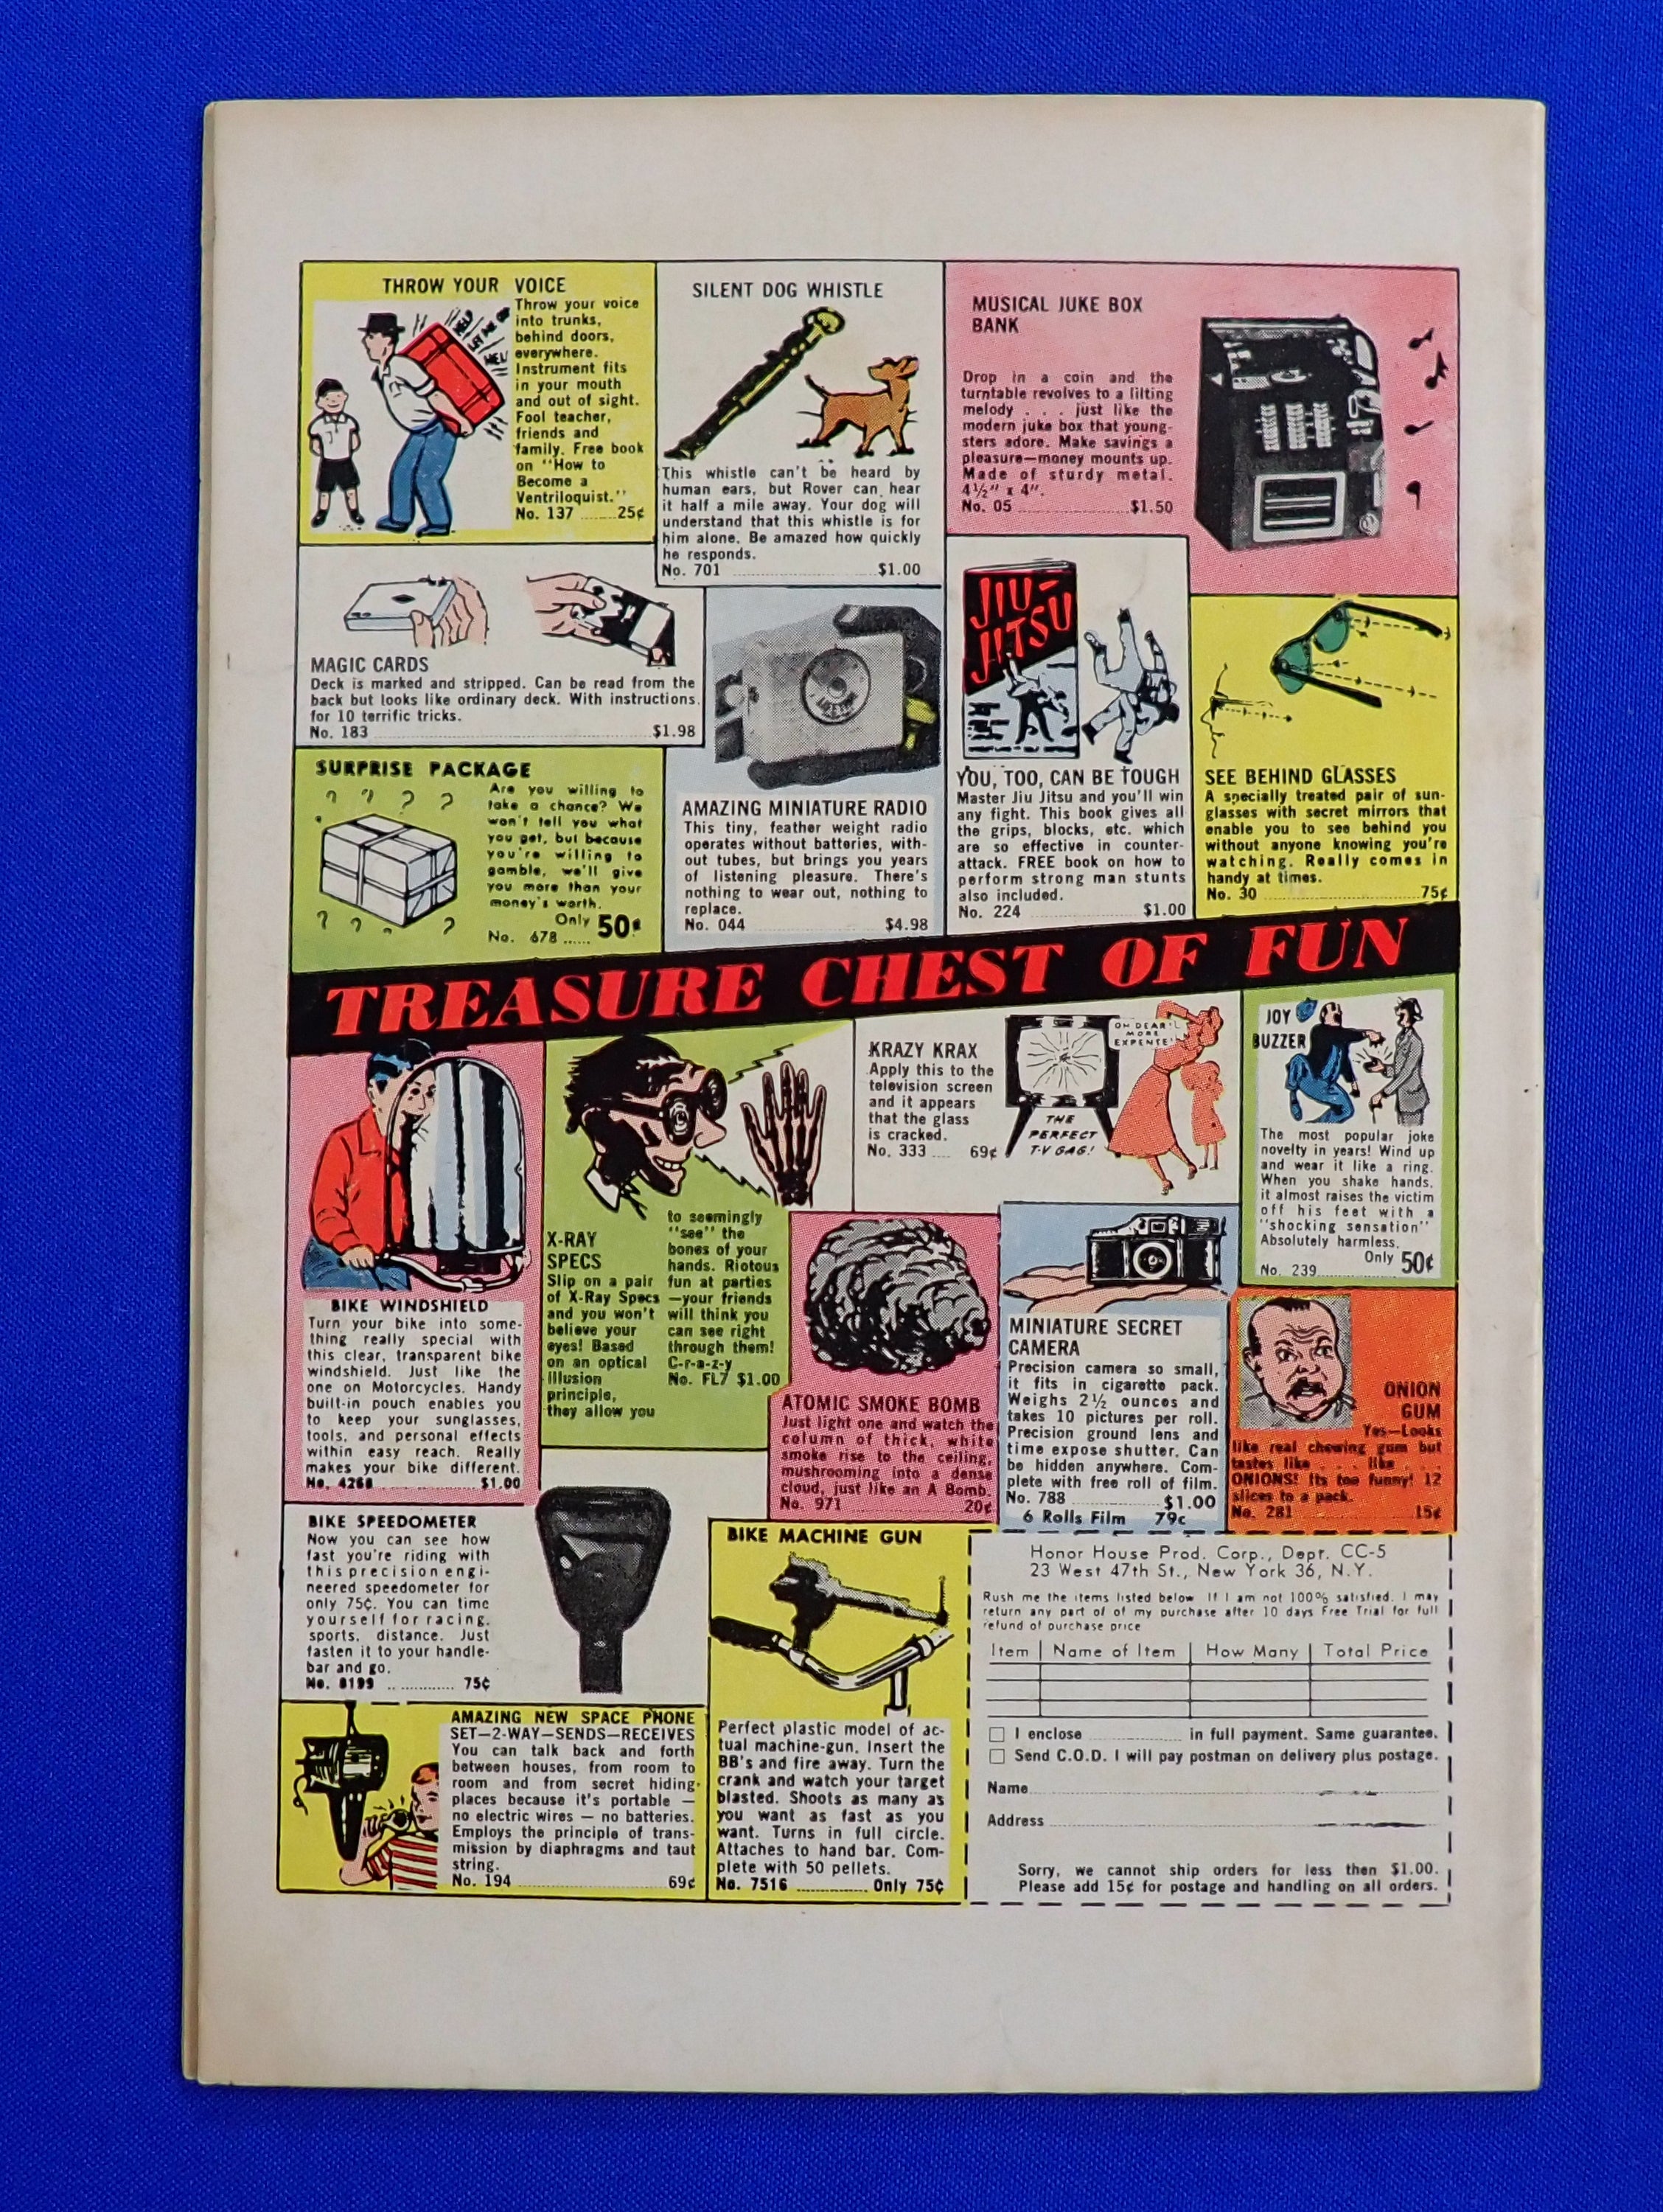 THROW YOUR VOICE
HELP
LET ME OUT
HELP
Throw your voice
into trunks,
behind doors,
everywhere.
Instrument fits
in your mouth
and out of sight.
Fool teacher,
friends and
family. Free book
on "How to
Become a
Ventriloquist."
No. 137 ........25¢
SILENT DOG WHISTLE
This whistle can't be heard by
human ears, but Rover can hear
it half a mile away. Your dog will
understand that this whistle is for
him alone. Be amazed how quickly
he responds.
No. 701 ........ $1.00
MUSICAL JUKE BOX
BANK
Drop in a coin and the
turntable revolves to a lilting
melody . . . just like the
modern juke box that young-
sters adore. Make savings a
pleasure—money mounts up.
Made of sturdy metal.
4½" x 4".
No. 05 ........$1.50
MAGIC CARDS
Deck is marked and stripped. Can be read from the
back but looks like ordinary deck. With instructions
for 10 terrific tricks.
No. 183 ........ $1.98
SURPRISE PACKAGE
? ? ? ?
Are you willing to
take a chance? We
won't tell you what
you get, but because
you're willing to
gamble, we'll give
you more than your
money's worth.
Only 50¢
No. 678 ......
AMAZING MINIATURE RADIO
This tiny, feather weight radio
operates without batteries, with-
out tubes, but brings you years
of listening pleasure. There's
nothing to wear out, nothing to
replace.
No. 044 ........ $4.98
JIU-
JITSU
YOU, TOO, CAN BE TOUGH
Master Jiu Jitsu and you'll win
any fight. This book gives all
the grips, blocks, etc. which
are so effective in counter-
attack. FREE book on how to
perform strong man stunts
also included.
No. 224 ........ $1.00
SEE BEHIND GLASSES
A specially treated pair of sun-
glasses with secret mirrors that
enable you to see behind you
without anyone knowing you're
watching. Really comes in
handy at times.
No. 30 ........ 75¢
TREASURE CHEST OF FUN
BIKE WINDSHIELD
Turn your bike into some-
thing really special with
this clear, transparent bike
windshield. Just like the
one on Motorcycles. Handy
built-in pouch enables you
to keep your sunglasses,
tools, and personal effects
within easy reach. Really
makes your bike different.
No. 4268 ........ $1.00
X-RAY
SPECS
Slip on a pair
of X-Ray Specs
and you won't
believe your
eyes! Based
on an optical
illusion
principle,
they allow you
to seemingly
"see" the
bones of your
hands. Riotous
fun at parties
—your friends
will think you
can see right
through them!
C-r-a-z-y
No. FL7 $1.00
KRAZY KRAX
Apply this to the
television screen
and it appears
that the glass
is cracked.
No. 333 .... 69¢
OH DEAR!
MORE
EXPENSE!
THE
PERFECT
T-V GAG!
JOY
BUZZER
The most popular joke
novelty in years! Wind up
and wear it like a ring.
When you shake hands,
it almost raises the victim
off his feet with a
"shocking sensation"
Absolutely harmless.
Only 50¢
No. 239........
ATOMIC SMOKE BOMB
Just light one and watch the
column of thick, white
smoke rise to the ceiling,
mushrooming into a dense
cloud, just like an A Bomb.
No. 971 ........ 20¢
MINIATURE SECRET
CAMERA
Precision camera so small,
it fits in cigarette pack.
Weighs 2½ ounces and
takes 10 pictures per roll.
Precision ground lens and
time expose shutter. Can
be hidden anywhere. Com-
plete with free roll of film.
No. 788 ........ $1.00
6 Rolls Film 79c
ONION
GUM
Yes—Looks
like real chewing gum but
tastes like . . . like . . .
ONIONS! Its too funny! 12
slices to a pack.
No. 281 ........ 15¢
BIKE SPEEDOMETER
Now you can see how
fast you're riding with
this precision engi-
neered speedometer for
only 75¢. You can time
yourself for racing,
sports, distance. Just
fasten it to your handle-
bar and go.
No. 8199 .............. 75¢
BIKE MACHINE GUN
Perfect plastic model of ac-
tual machine-gun. Insert the
BB's and fire away. Turn the
crank and watch your target
blasted. Shoots as many as
you want as fast as you
want. Turns in full circle.
Attaches to hand bar. Com-
plete with 50 pellets.
No. 7516 ............ Only 75¢
AMAZING NEW SPACE PHONE
SET—2-WAY—SENDS—RECEIVES
You can talk back and forth
between houses, from room to
room and from secret hiding
places because it's portable —
no electric wires — no batteries.
Employs the principle of trans-
mission by diaphragms and taut
string.
No. 194 ........ 69¢
Honor House Prod. Corp., Dept. CC-5
23 West 47th St., New York 36, N.Y.
Rush me the items listed below If I am not 100% satisfied. I may
return any part of of my purchase after 10 days Free Trial for full
refund of purchase price
Item Name of Item How Many Total Price
I enclose ............ in full payment. Same guarantee.
Send C.O.D. I will pay postman on delivery plus postage.
Name
Address
Sorry, we cannot ship orders for less then $1.00.
Please add 15¢ for postage and handling on all orders.